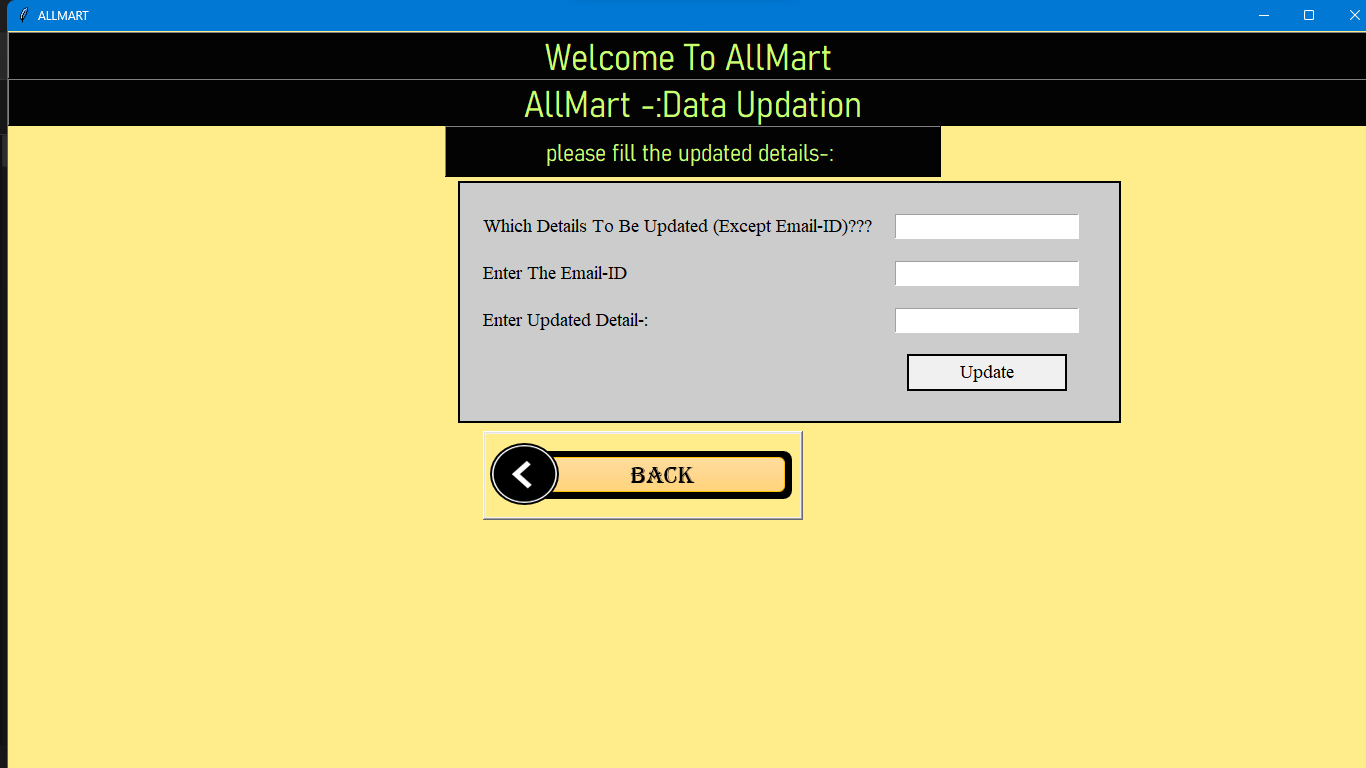 ALLMART
Welcome To AllMart
AllMart -:Data Updation
please fill the updated details-:
Which Details To Be Updated (Except Email-ID)???
Enter The Email-ID
Enter Updated Detail-:
Update
BACK